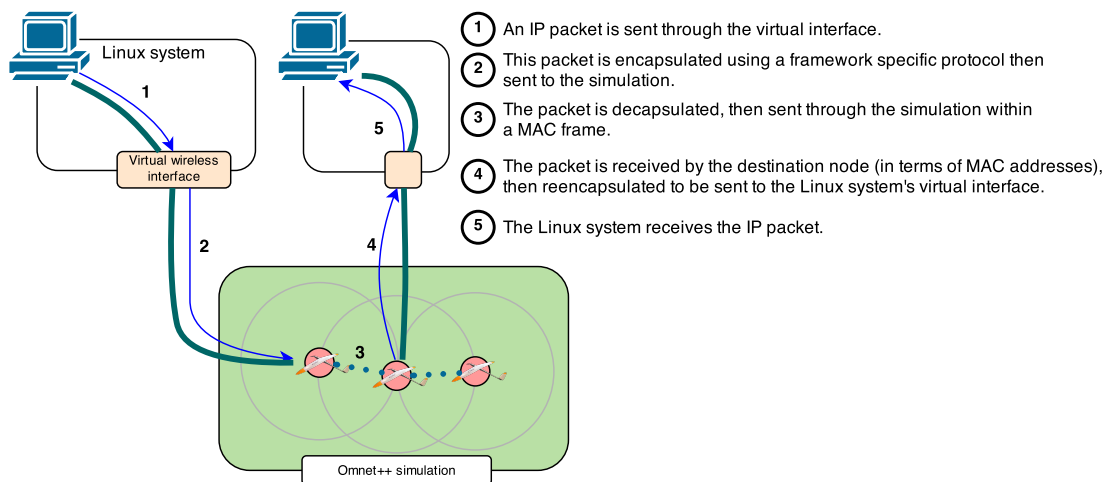 Linux system
1
Virtual wireless
interface
2
5
4
3
Omnet++ simulation
1 An IP packet is sent through the virtual interface.
2 This packet is encapsulated using a framework specific protocol then
sent to the simulation.
3 The packet is decapsulated, then sent through the simulation within
a MAC frame.
4 The packet is received by the destination node (in terms of MAC addresses),
then reencapsulated to be sent to the Linux system's virtual interface.
5 The Linux system receives the IP packet.